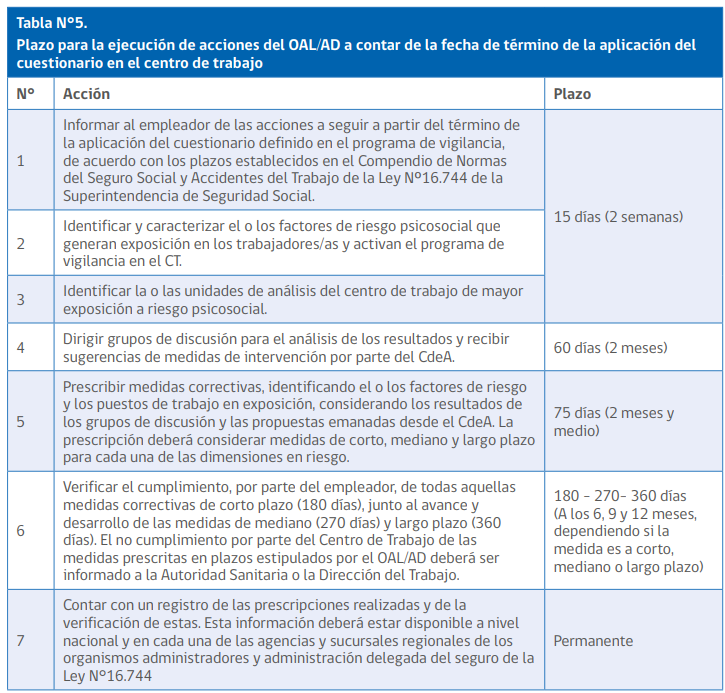 Tabla N°5.
Plazo para la ejecución de acciones del OAL/AD a contar de la fecha de término de la aplicación del
cuestionario en el centro de trabajo
N° Acción Plazo
1
Informar al empleador de las acciones a seguir a partir del término de
la aplicación del cuestionario definido en el programa de vigilancia,
de acuerdo con los plazos establecidos en el Compendio de Normas
del Seguro Social y Accidentes del Trabajo de la Ley Nº16.744 de la
Superintendencia de Seguridad Social.
15 días (2 semanas)
2
Identificar y caracterizar el o los factores de riesgo psicosocial que
generan exposición en los trabajadores/as y activan el programa de
vigilancia en el CT.
3
Identificar la o las unidades de análisis del centro de trabajo de mayor
exposición a riesgo psicosocial.
4
Dirigir grupos de discusión para el análisis de los resultados y recibir
sugerencias de medidas de intervención por parte del CdeA.
60 días (2 meses)
5
Prescribir medidas correctivas, identificando el o los factores de riesgo
y los puestos de trabajo en exposición, considerando los resultados de
los grupos de discusión y las propuestas emanadas desde el CdeA. La
prescripción deberá considerar medidas de corto, mediano y largo plazo
para cada una de las dimensiones en riesgo.
75 días (2 meses y
medio)
6
Verificar el cumplimiento, por parte del empleador, de todas aquellas
medidas correctivas de corto plazo (180 días), junto al avance y
desarrollo de las medidas de mediano (270 días) y largo plazo (360
días). El no cumplimiento por parte del Centro de Trabajo de las
medidas prescritas en plazos estipulados por el OAL/AD deberá ser
informado a la Autoridad Sanitaria o la Dirección del Trabajo.
180 – 270– 360 días
(A los 6, 9 y 12 meses,
dependiendo si la
medida es a corto,
mediano o largo plazo)
7
Contar con un registro de las prescripciones realizadas y de la
verificación de estas. Esta información deberá estar disponible a nivel
nacional y en cada una de las agencias y sucursales regionales de los
organismos administradores y administración delegada del seguro de la
Ley Nº16.744
Permanente